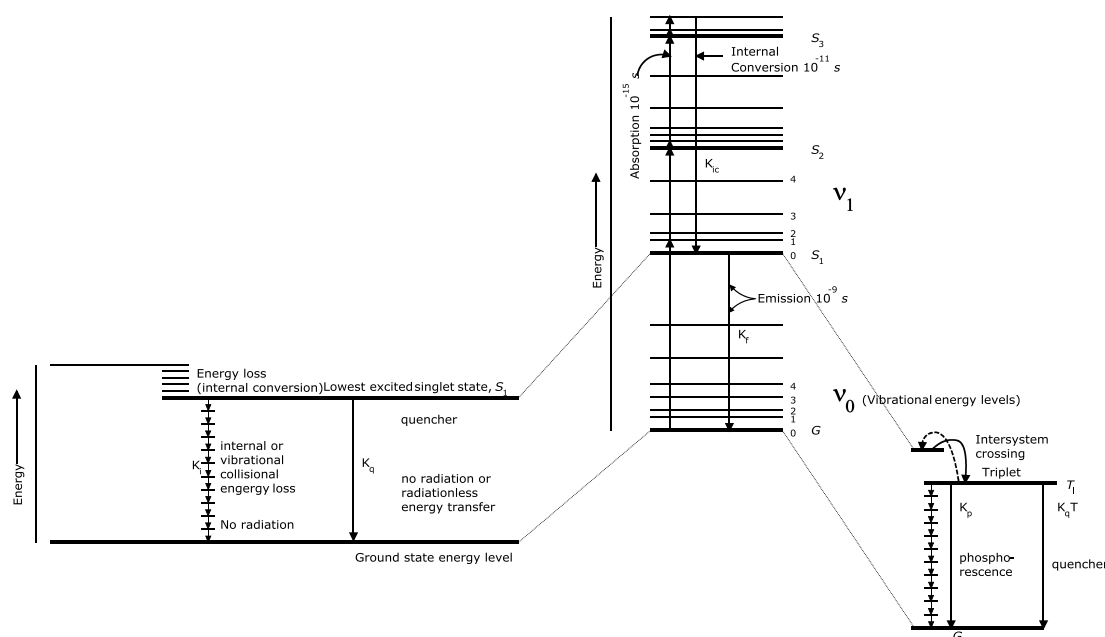 S3
Internal
Conversion 10-11 s
Absorption 10-15 s
S2
Kic
4
ν1
3
2
1
0 S1
Energy
Emission 10-9 s
Kf
4
3
2
1
0
ν0 (Vibrational energy levels)
G
Energy loss
(internal conversion)
Lowest excited singlet state, S1
quencher
internal or
vibrational
collisional
engergy loss
Ki
Kq
no radiation or
radiationless
energy transfer
No radiation
Energy
Ground state energy level
Intersystem
crossing
Triplet
Tl
Kp
KqT
phospho-
rescence
quencher
G